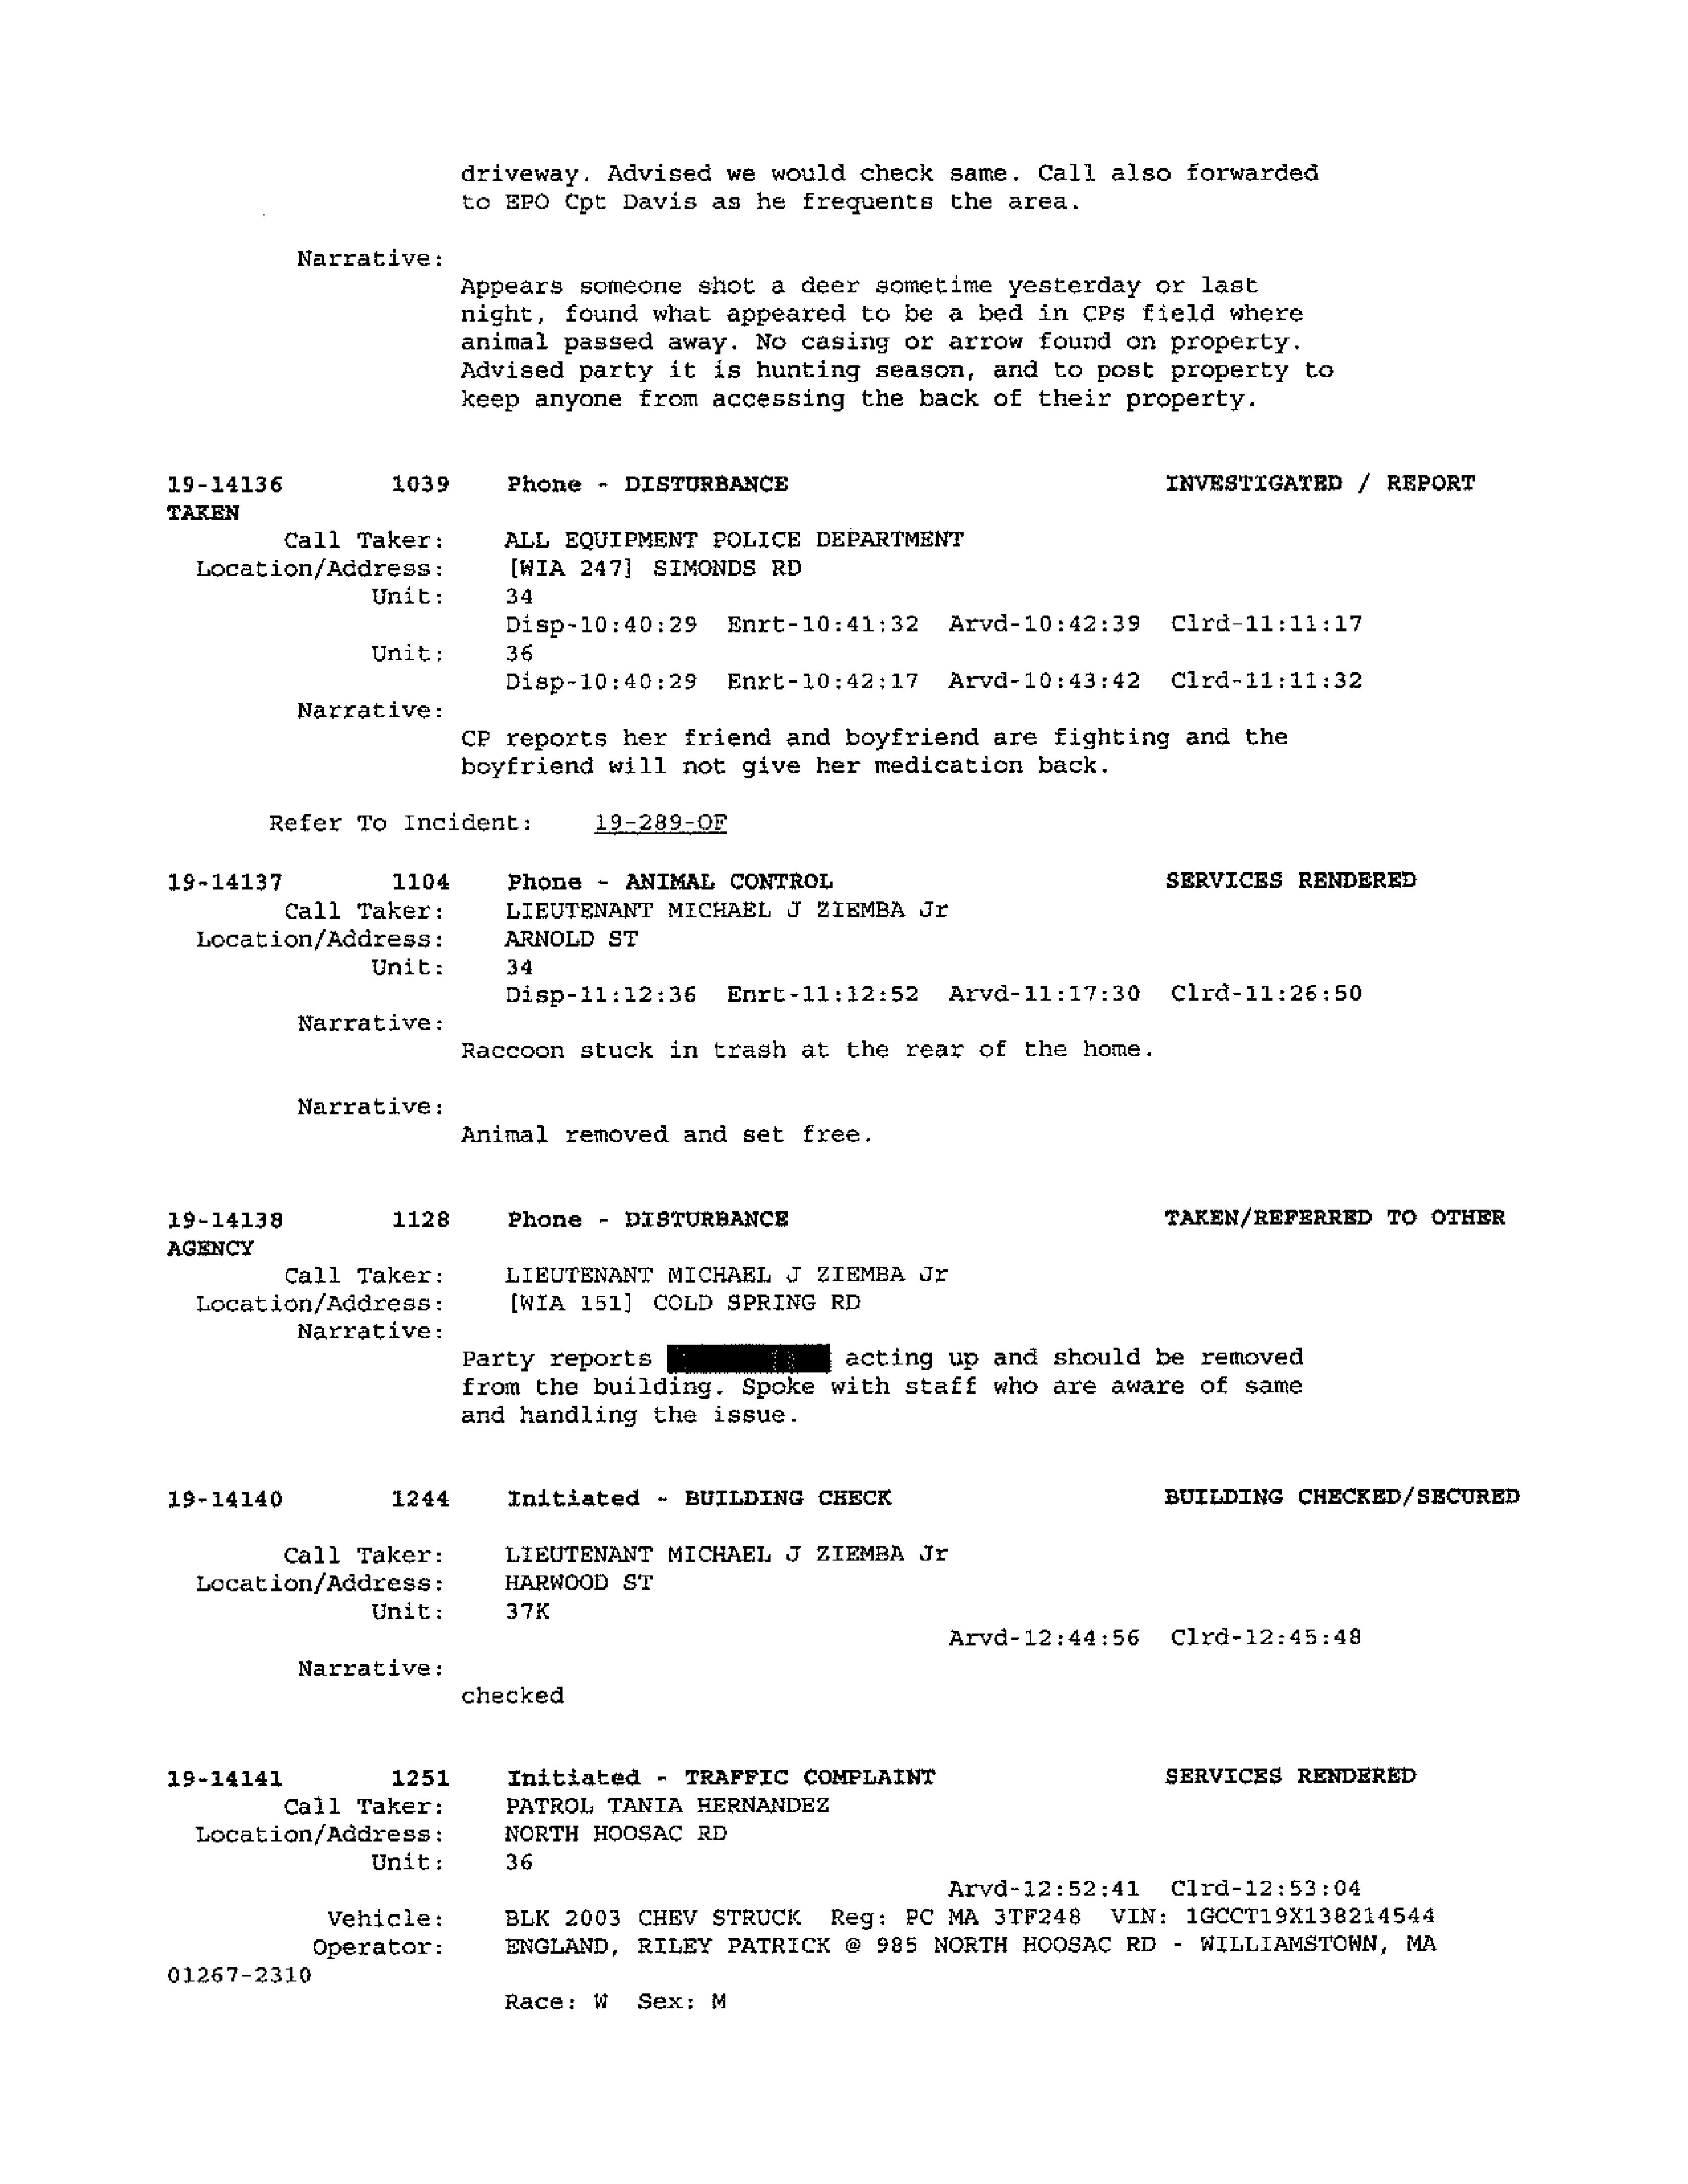 driveway. Advised we would check same. Call also forwarded
to EPO Cpt Davis as he frequents the area.
Narrative:
Appears someone shot a deer sometime yesterday or last
night, found what appeared to be a bed in CPs field where
animal passed away. No casing or arrow found on property.
Advised party it is hunting season, and to post property to
keep anyone from accessing the back of their property.
19-14136 1039 Phone - DISTURBANCE INVESTIGATED / REPORT
TAKEN
Call Taker: ALL EQUIPMENT POLICE DEPARTMENT
Location/Address: [WIA 247] SIMONDS RD
Unit: 34
Disp-10:40:29 Enrt-10:41:32 Arvd-10:42:39 Clrd-11:11:17
Unit: 36
Disp-10:40:29 Enrt-10:42:17 Arvd-10:43:42 Clrd-11:11:32
Narrative:
CP reports her friend and boyfriend are fighting and the
boyfriend will not give her medication back.
Refer To Incident: 19-289-OF
19-14137 1104 Phone - ANIMAL CONTROL SERVICES RENDERED
Call Taker: LIEUTENANT MICHAEL J ZIEMBA Jr
Location/Address: ARNOLD ST
Unit: 34
Disp-11:12:36 Enrt-11:12:52 Arvd-11:17:30 Clrd-11:26:50
Narrative:
Raccoon stuck in trash at the rear of the home.
Narrative:
Animal removed and set free.
19-14138 1128 Phone - DISTURBANCE TAKEN/REFERRED TO OTHER
AGENCY
Call Taker: LIEUTENANT MICHAEL J ZIEMBA Jr
Location/Address: [WIA 151] COLD SPRING RD
Narrative:
Party reports acting up and should be removed
from the building. Spoke with staff who are aware of same
and handling the issue.
19-14140 1244 Initiated - BUILDING CHECK BUILDING CHECKED/SECURED
Call Taker: LIEUTENANT MICHAEL J ZIEMBA Jr
Location/Address: HARWOOD ST
Unit: 37K
Arvd-12:44:56 Clrd-12:45:48
Narrative:
checked
19-14141 1251 Initiated - TRAFFIC COMPLAINT SERVICES RENDERED
Call Taker: PATROL TANIA HERNANDEZ
Location/Address: NORTH HOOSAC RD
Unit: 36
Arvd-12:52:41 Clrd-12:53:04
Vehicle: BLK 2003 CHEV STRUCK Reg: PC MA 3TF248 VIN: 1GCCT19X138214544
Operator: ENGLAND, RILEY PATRICK @ 985 NORTH HOOSAC RD - WILLIAMSTOWN, MA
01267-2310
Race: W Sex: M